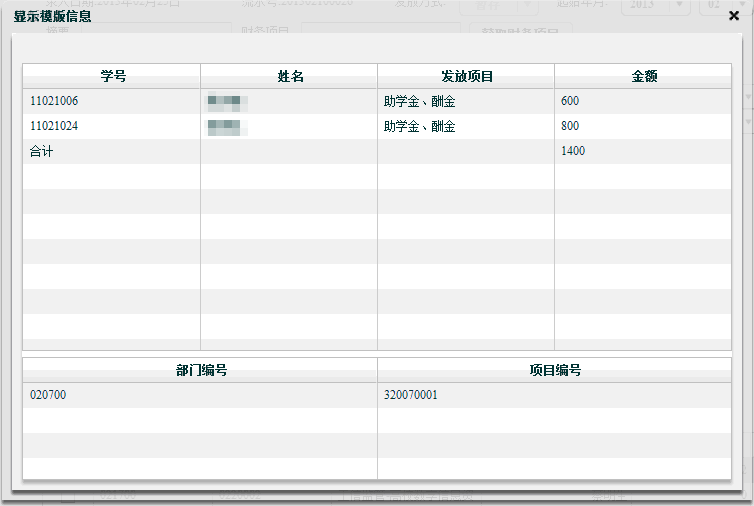 显示模版信息
学号 姓名 发放项目 金额
11021006 助学金、酬金 600
11021024 助学金、酬金 800
合计 1400
部门编号 项目编号
020700 320070001